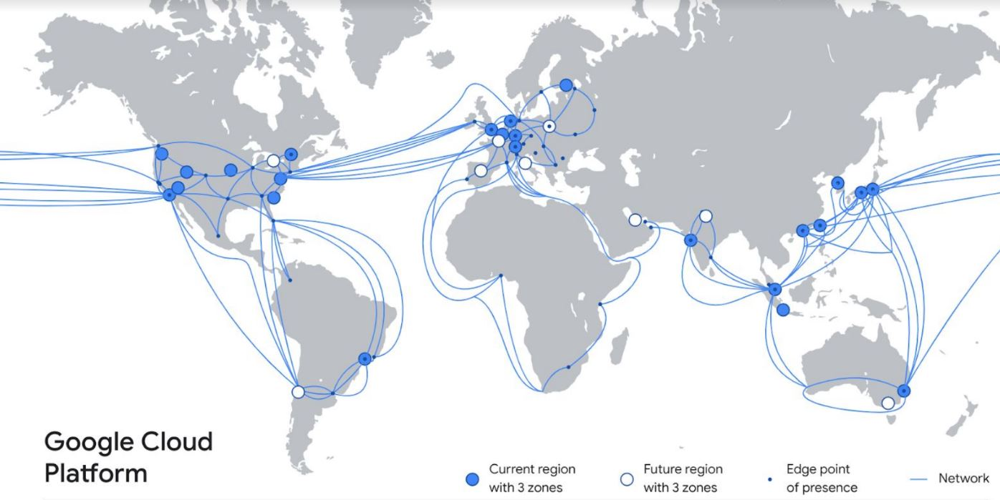 Google Cloud
Platform
Current region
with 3 zones
Future region
with 3 zones
Edge point
of presence
Network